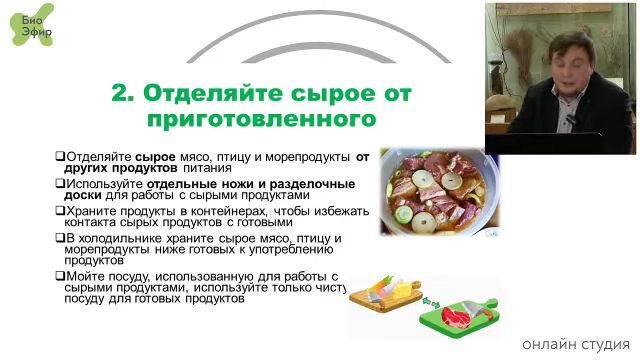 Био
Эфир
2. Отделяйте сырое от
приготовленного
Отделяйте сырое мясо, птицу и морепродукты от
других продуктов питания
Используйте отдельные ножи и разделочные
доски для работы с сырыми продуктами
Храните продукты в контейнерах, чтобы избежать
контакта сырых продуктов с готовыми
В холодильнике храните сырое мясо, птицу и
морепродукты ниже готовых к употреблению
продуктов
Мойте посуду, использованную для работы с
сырыми продуктами, используйте только чисту
посуду для готовых продуктов
онлайн студия